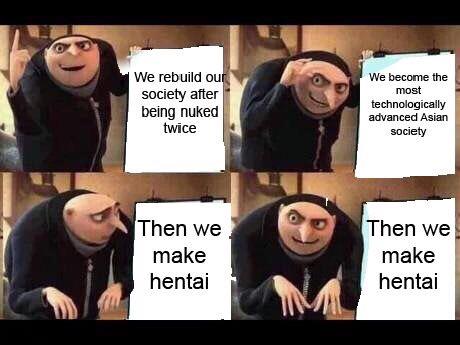 We rebuild our
society after
being nuked
twice
We become the
most
technologically
advanced Asian
society
Then we
make
hentai
Then we
make
hentai